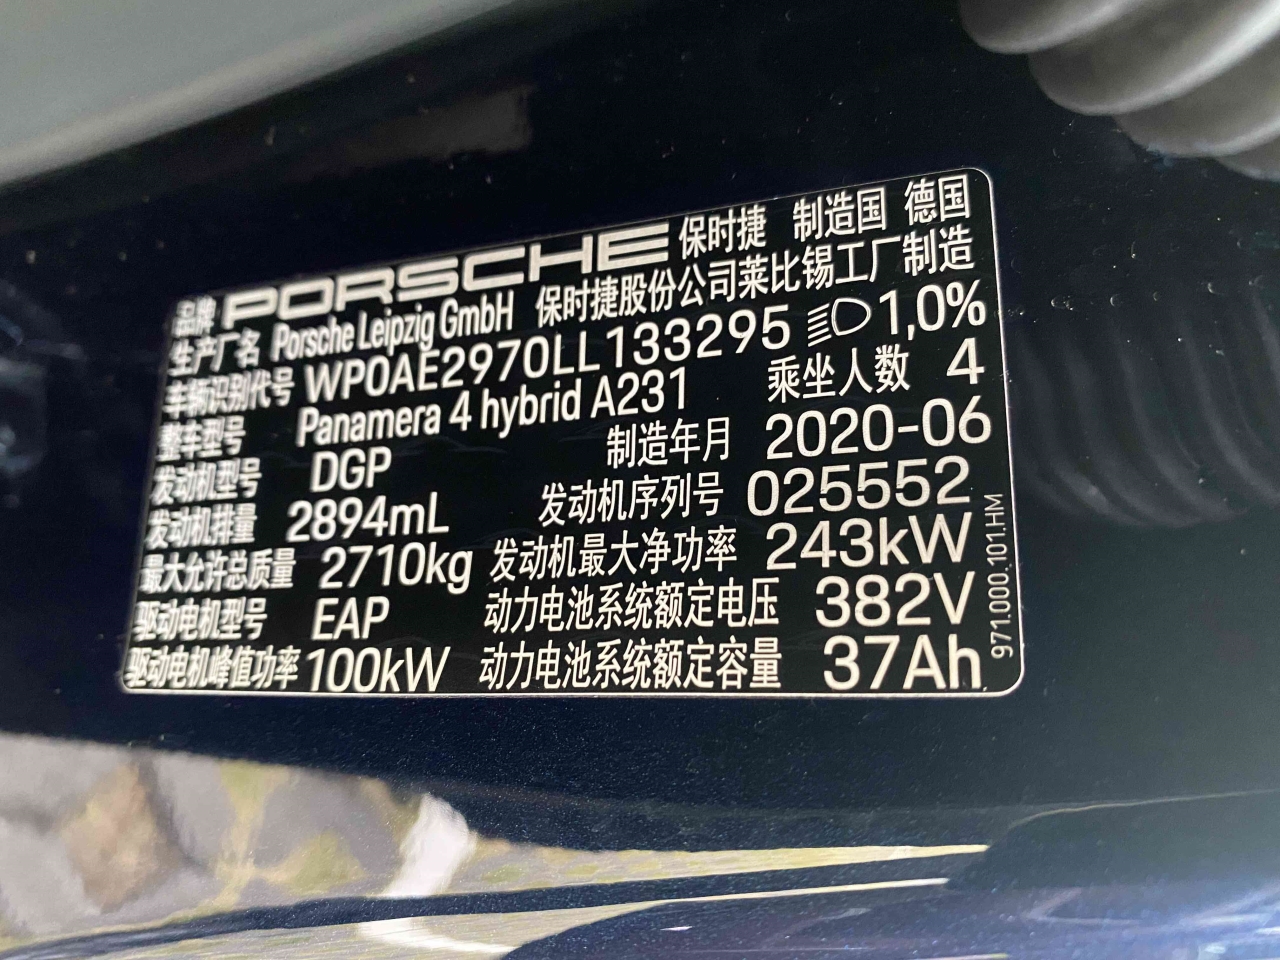 品牌 PORSCHE 保时捷 制造国 德国
生产厂名 Porsche Leipzig GmbH 保时捷股份公司莱比锡工厂制造
车辆识别代号 WP0AE2970LL133295 1,0%
整车型号 Panamera 4 hybrid A231 乘坐人数 4
发动机型号 DGP 制造年月 2020-06
发动机排量 2894mL 发动机序列号 025552
最大允许总质量 2710kg 发动机最大净功率 243kW
驱动电机型号 EAP 动力电池系统额定电压 382V
驱动电机峰值功率 100kW 动力电池系统额定容量 37Ah
971.000.101.HM